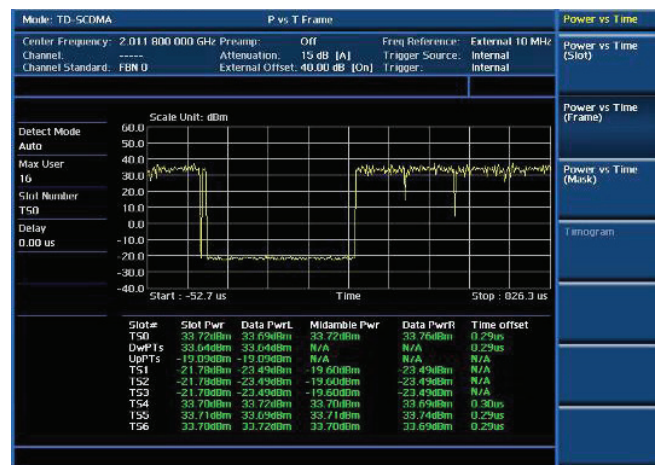 Mode: TD-SCDMA P vs T Frame Power vs Time
Center Frequency: 2.011 800 000 GHz Preamp: Off Freq Reference: External 10 MHz
Channel: ----- Attenuation: 15 dB [A] Trigger Source: Internal
Channel Standard: FBN 0 External Offset: 40.00 dB [On] Trigger: Internal
Power vs Time
(Slot)
Power vs Time
(Frame)
Power vs Time
(Mask)
Timogram
Detect Mode
Auto
Max User
16
Slot Number
TS0
Delay
0.00 us
Scale Unit: dBm
60.0
50.0
40.0
30.0
20.0
10.0
0.0
-10.0
-20.0
-30.0
-40.0
Start : -52.7 us Time Stop : 026.3 us
Slot# Slot Pwr Data PwrL Midamble Pwr Data PwrR Time offset
TS0 33.72dBm 33.69dBm 33.72dBm 33.76dBm 0.29us
DwPTs 33.64dBm 33.64dBm N/A N/A 0.29us
UpPTs -19.09dBm -19.09dBm N/A N/A N/A
TS1 -21.78dBm -23.49dBm -19.60dBm -23.49dBm N/A
TS2 -21.78dBm -23.49dBm -19.60dBm -23.49dBm N/A
TS3 -21.78dBm -23.49dBm -19.60dBm -23.49dBm N/A
TS4 33.70dBm 33.72dBm 33.70dBm 33.69dBm 0.30us
TS5 33.71dBm 33.69dBm 33.71dBm 33.74dBm 0.29us
TS6 33.70dBm 33.72dBm 33.70dBm 33.69dBm 0.29us